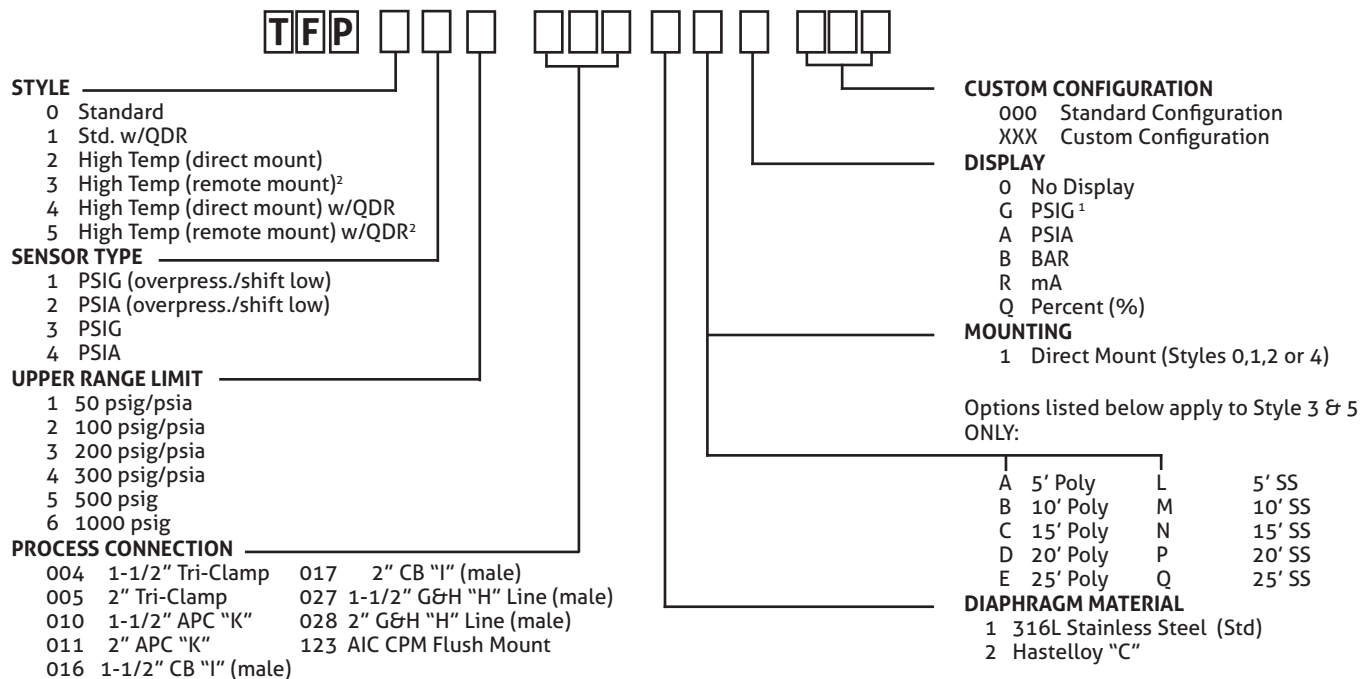 TFP
STYLE
0 Standard
1 Std. w/QDR
2 High Temp (direct mount)
3 High Temp (remote mount)²
4 High Temp (direct mount) w/QDR
5 High Temp (remote mount) w/QDR²
SENSOR TYPE
1 PSIG (overpress./shift low)
2 PSIA (overpress./shift low)
3 PSIG
4 PSIA
UPPER RANGE LIMIT
1 50 psig/psia
2 100 psig/psia
3 200 psig/psia
4 300 psig/psia
5 500 psig
6 1000 psig
PROCESS CONNECTION
004 1-1/2” Tri-Clamp 017 2” CB “I” (male)
005 2” Tri-Clamp 027 1-1/2” G&H “H” Line (male)
010 1-1/2” APC “K” 028 2” G&H “H” Line (male)
011 2” APC “K” 123 AIC CPM Flush Mount
016 1-1/2” CB “I” (male)
CUSTOM CONFIGURATION
000 Standard Configuration
XXX Custom Configuration
DISPLAY
0 No Display
G PSIG ¹
A PSIA
B BAR
R mA
Q Percent (%)
MOUNTING
1 Direct Mount (Styles 0,1,2 or 4)
Options listed below apply to Style 3 & 5
ONLY:
A 5’ Poly L 5’ SS
B 10’ Poly M 10’ SS
C 15’ Poly N 15’ SS
D 20’ Poly P 20’ SS
E 25’ Poly Q 25’ SS
DIAPHRAGM MATERIAL
1 316L Stainless Steel (Std)
2 Hastelloy “C”